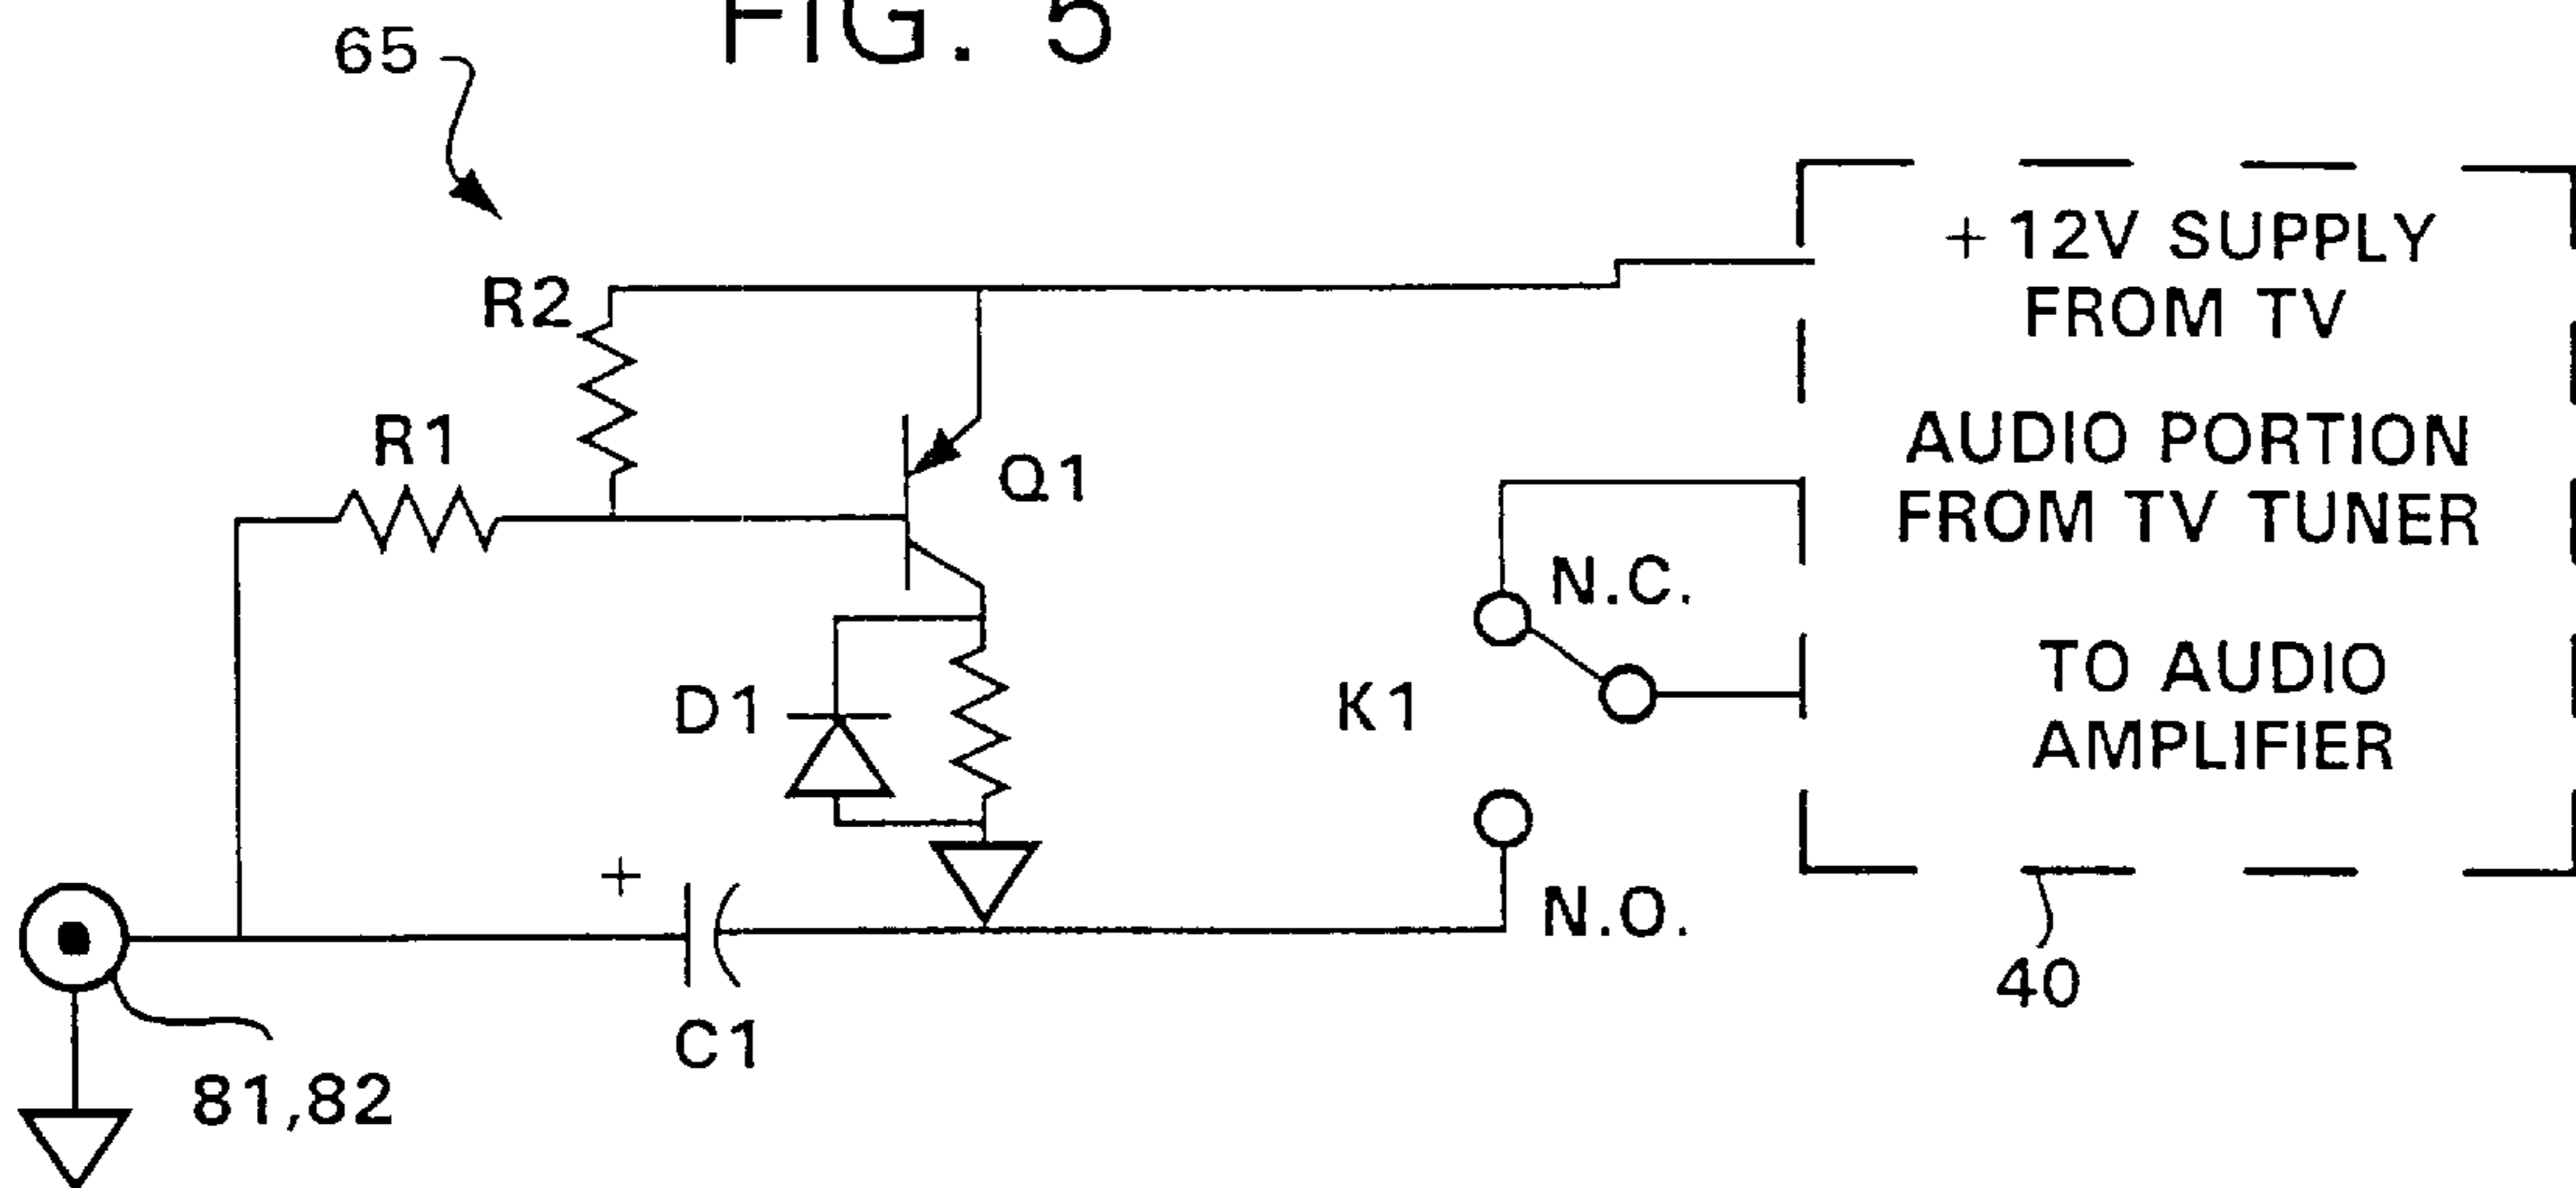 FIG. 5
65
R2
R1
Q1
+ 12V SUPPLY
FROM TV
AUDIO PORTION
FROM TV TUNER
TO AUDIO
AMPLIFIER
N.C.
K1
D1
+
N.O.
C1
40
81,82